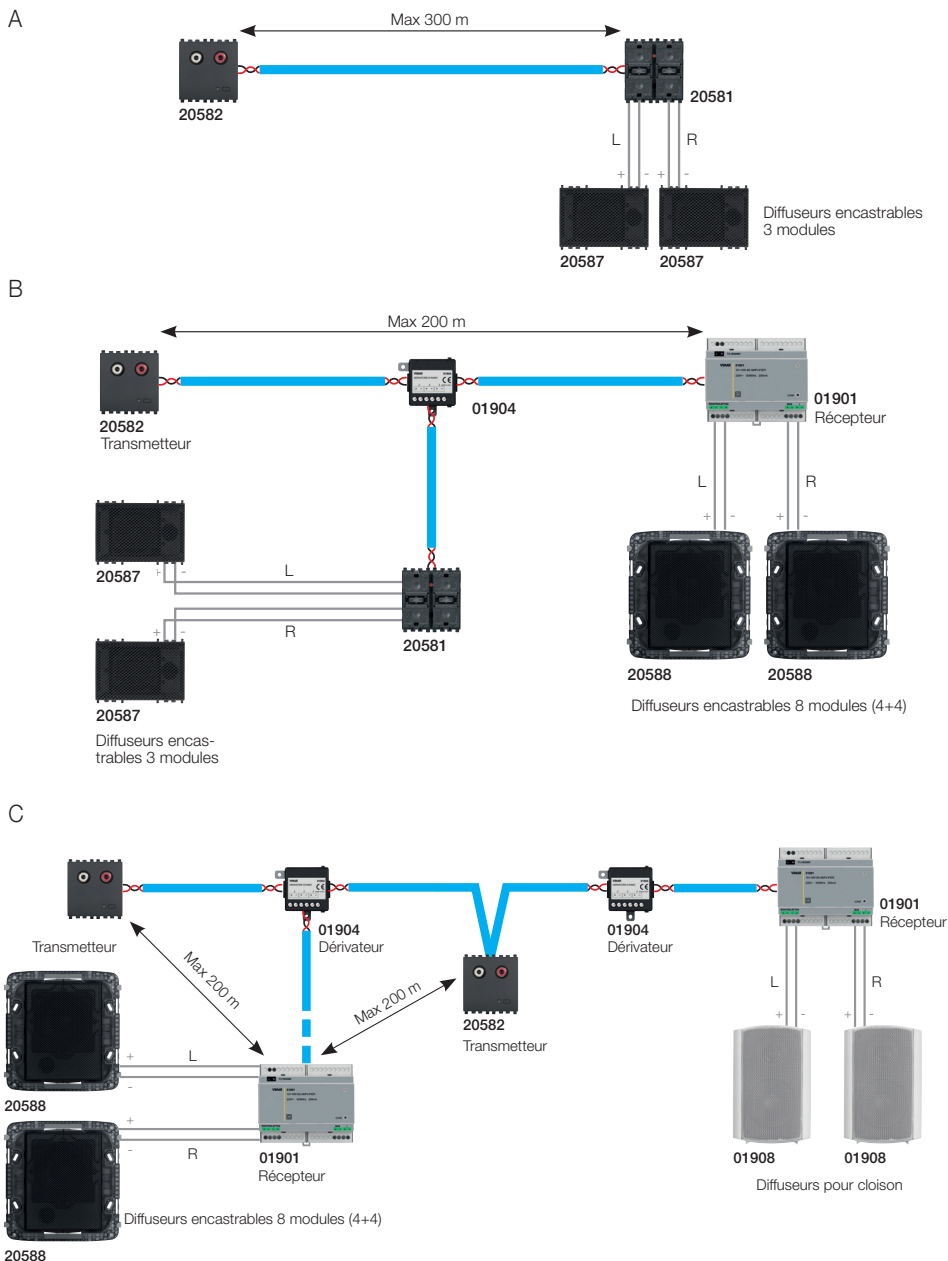 A
Max 300 m
20582
20581
L
R
+
-
+
-
Diffuseurs encastrables
3 modules
20587
20587
B
Max 200 m
20582
Transmetteur
01904
01901
Récepteur
L
R
+
-
+
-
20587
+
-
L
R
+
-
20581
20587
Diffuseurs encas-
trables 3 modules
20588
20588
Diffuseurs encastrables 8 modules (4+4)
C
Transmetteur
01904
Dérivateur
01904
Dérivateur
01901
Récepteur
Max 200 m
Max 200 m
20582
Transmetteur
L
R
+
-
+
-
+
L
-
20588
+
R
-
01901
Récepteur
01908
01908
Diffuseurs pour cloison
Diffuseurs encastrables 8 modules (4+4)
20588